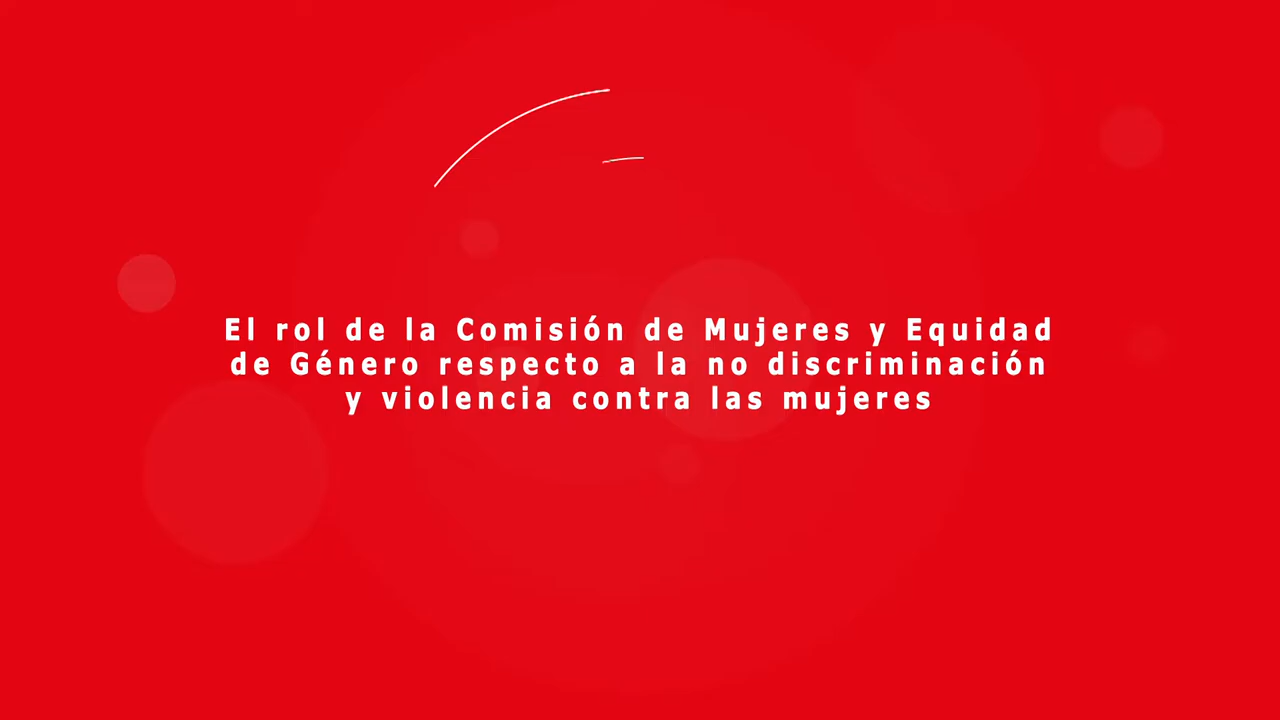 El rol de la Comisión de Mujeres y Equidad
de Género respecto a la no discriminación
y violencia contra las mujeres